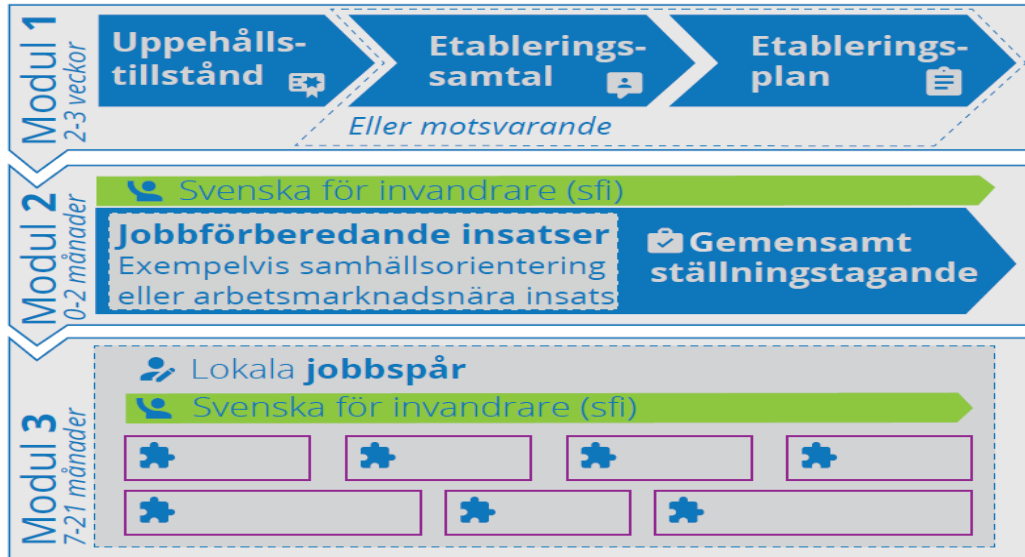 Modul 1
2-3 veckor
Uppehålls-
tillstånd
Etablerings-
samtal
Etablerings-
plan
Eller motsvarande
Modul 2
0-2 månader
Svenska för invandrare (sfi)
Jobbförberedande insatser
Exempelvis samhällsorientering
eller arbetsmarknadsnära insats
Gemensamt
ställningstagande
Modul 3
7-21 månader
Lokala jobbspår
Svenska för invandrare (sfi)